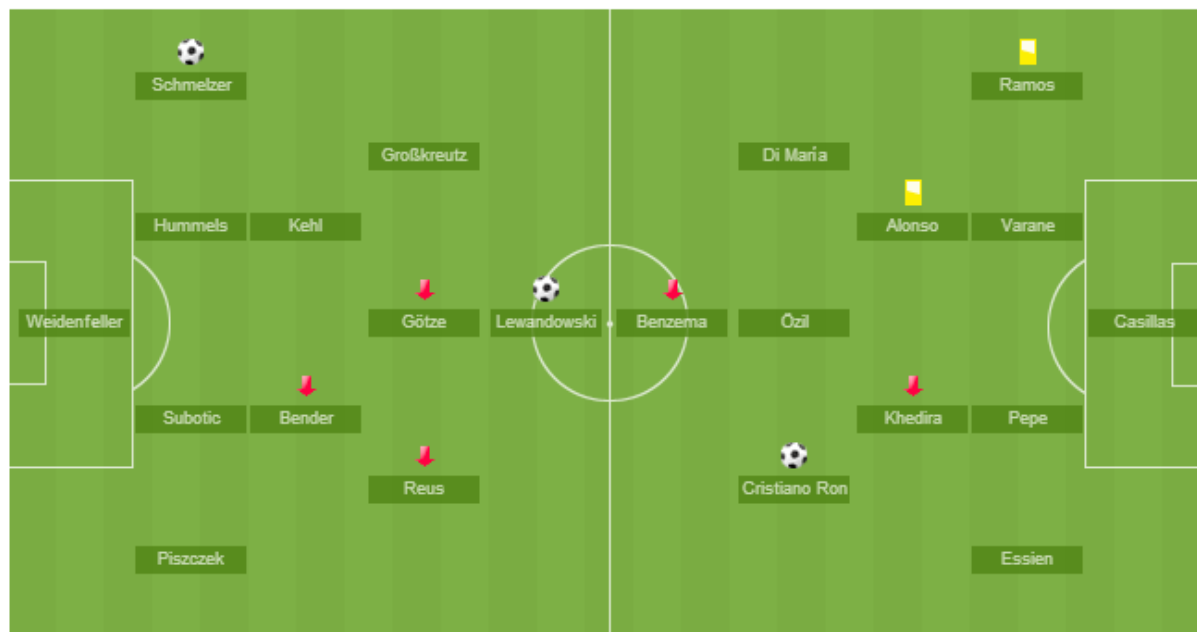 Schmelzer
Ramos
Großkreutz
Di María
Hummels
Kehl
Alonso
Varane
Weidenfeller
Götze
Lewandowski
Benzema
Özil
Casillas
Subotic
Bender
Khedira
Pepe
Reus
Cristiano Ron
Piszczek
Essien